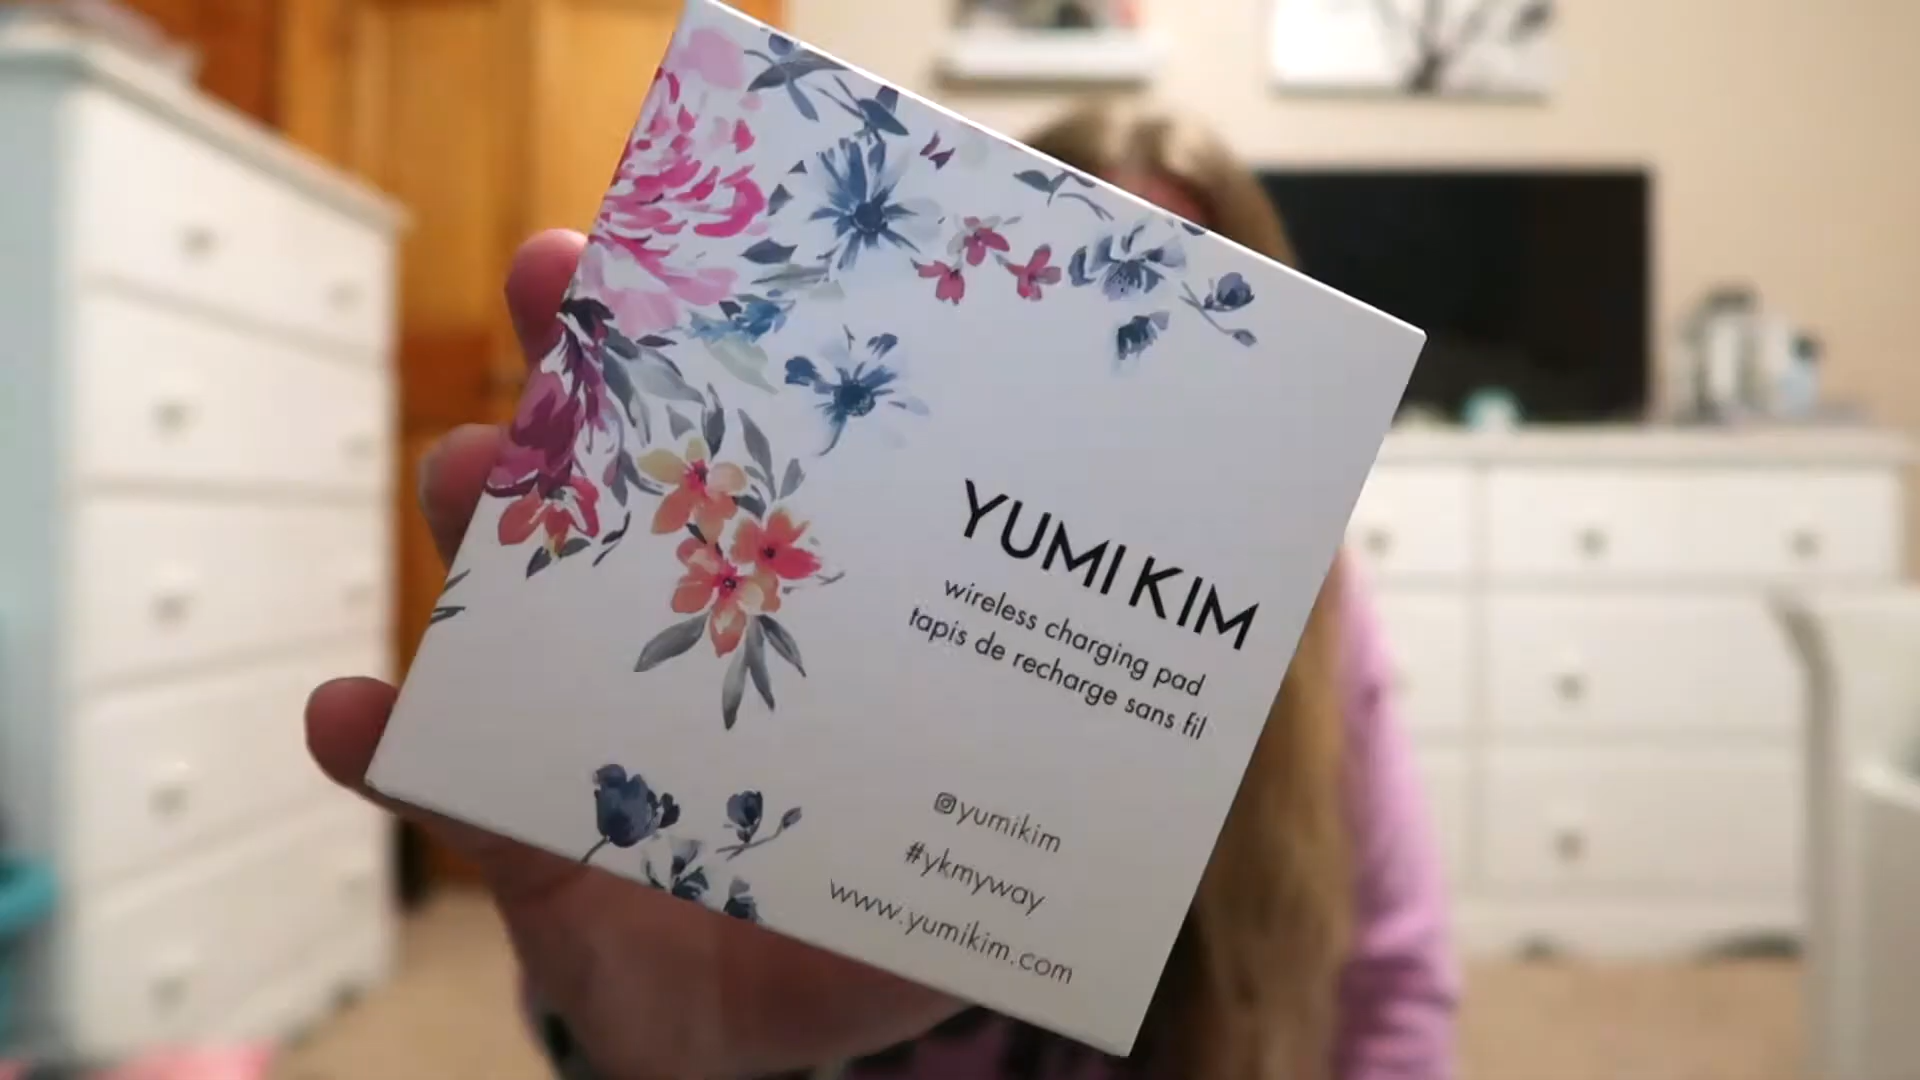 YUMI KIM
wireless charging pad
tapis de recharge sans fil
@yumikim
#ykmyway
www.yumikim.com